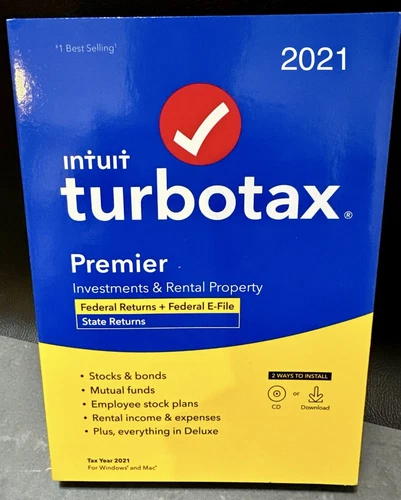 #1 Best Selling¹
2021
intuit
turbotax®
Premier
Investments & Rental Property
Federal Returns + Federal E-File
State Returns
• Stocks & bonds
• Mutual funds
• Employee stock plans
• Rental income & expenses
• Plus, everything in Deluxe
2 WAYS TO INSTALL
CD or Download
Tax Year 2021
For Windows® and Mac®